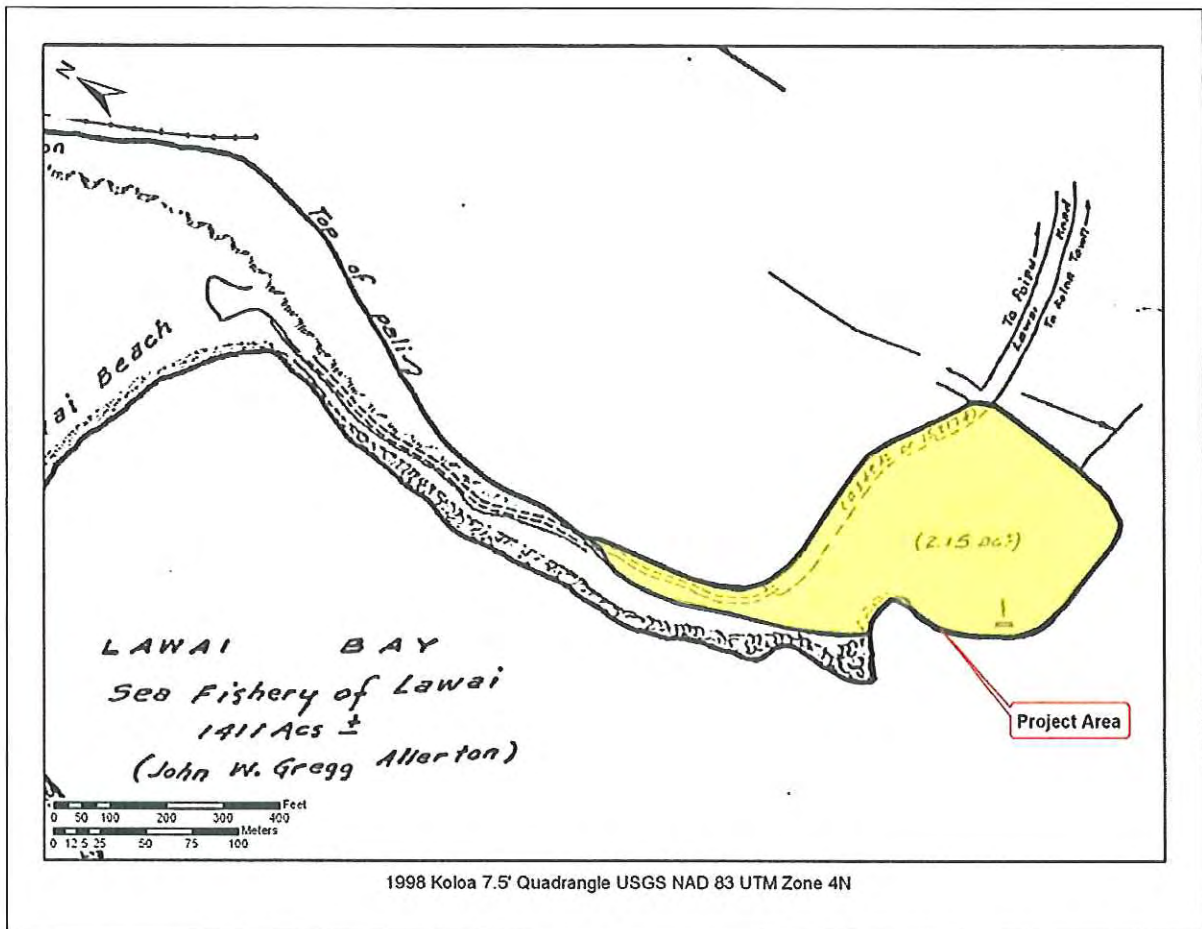 N
on
Top of pali
ai Beach
To Poipu
Lawai Road
To Koloa Town
(2.15 Ac±)
LAWAI BAY
Sea Fishery of Lawai
1411 Acs ±
(John W. Gregg Allerton)
Project Area
Feet
0 50 100 200 300 400
Meters
0 12.5 25 50 75 100
1998 Koloa 7.5' Quadrangle USGS NAD 83 UTM Zone 4N